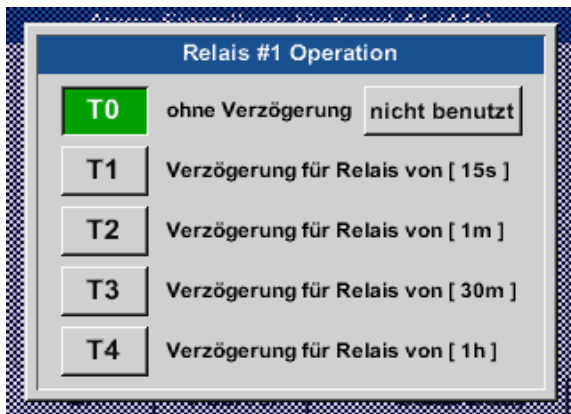 Relais #1 Operation
T0 ohne Verzögerung nicht benutzt
T1 Verzögerung für Relais von [ 15s ]
T2 Verzögerung für Relais von [ 1m ]
T3 Verzögerung für Relais von [ 30m ]
T4 Verzögerung für Relais von [ 1h ]